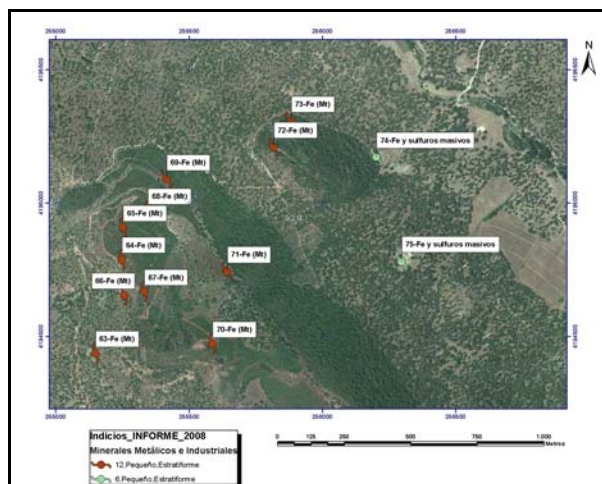 N
73-Fe (Mt)
72-Fe (Mt)
74-Fe y sulfuros masivos
69-Fe (Mt)
68-Fe (Mt)
65-Fe (Mt)
64-Fe (Mt)
71-Fe (Mt)
75-Fe y sulfuros masivos
66-Fe (Mt)
67-Fe (Mt)
63-Fe (Mt)
70-Fe (Mt)
Indicios_INFORME_2008
Minerales Metálicos e Industriales
12,Pequeño,Estratiforme
6,Pequeño,Estratiforme
0 125 250 500 750 1.000
Metros